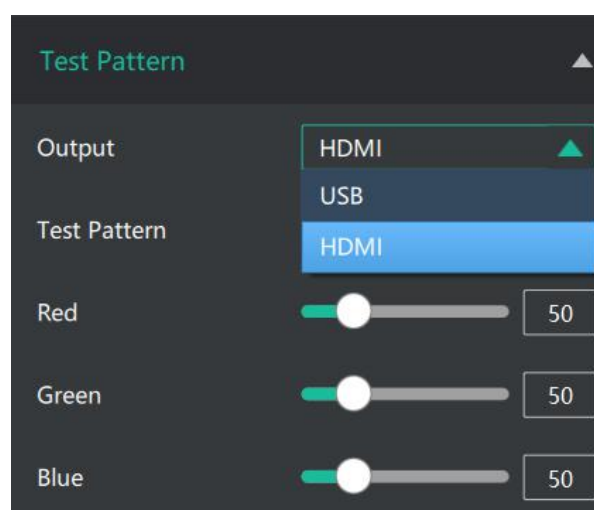 Test Pattern
Output HDMI
USB
Test Pattern
HDMI
Red 50
Green 50
Blue 50